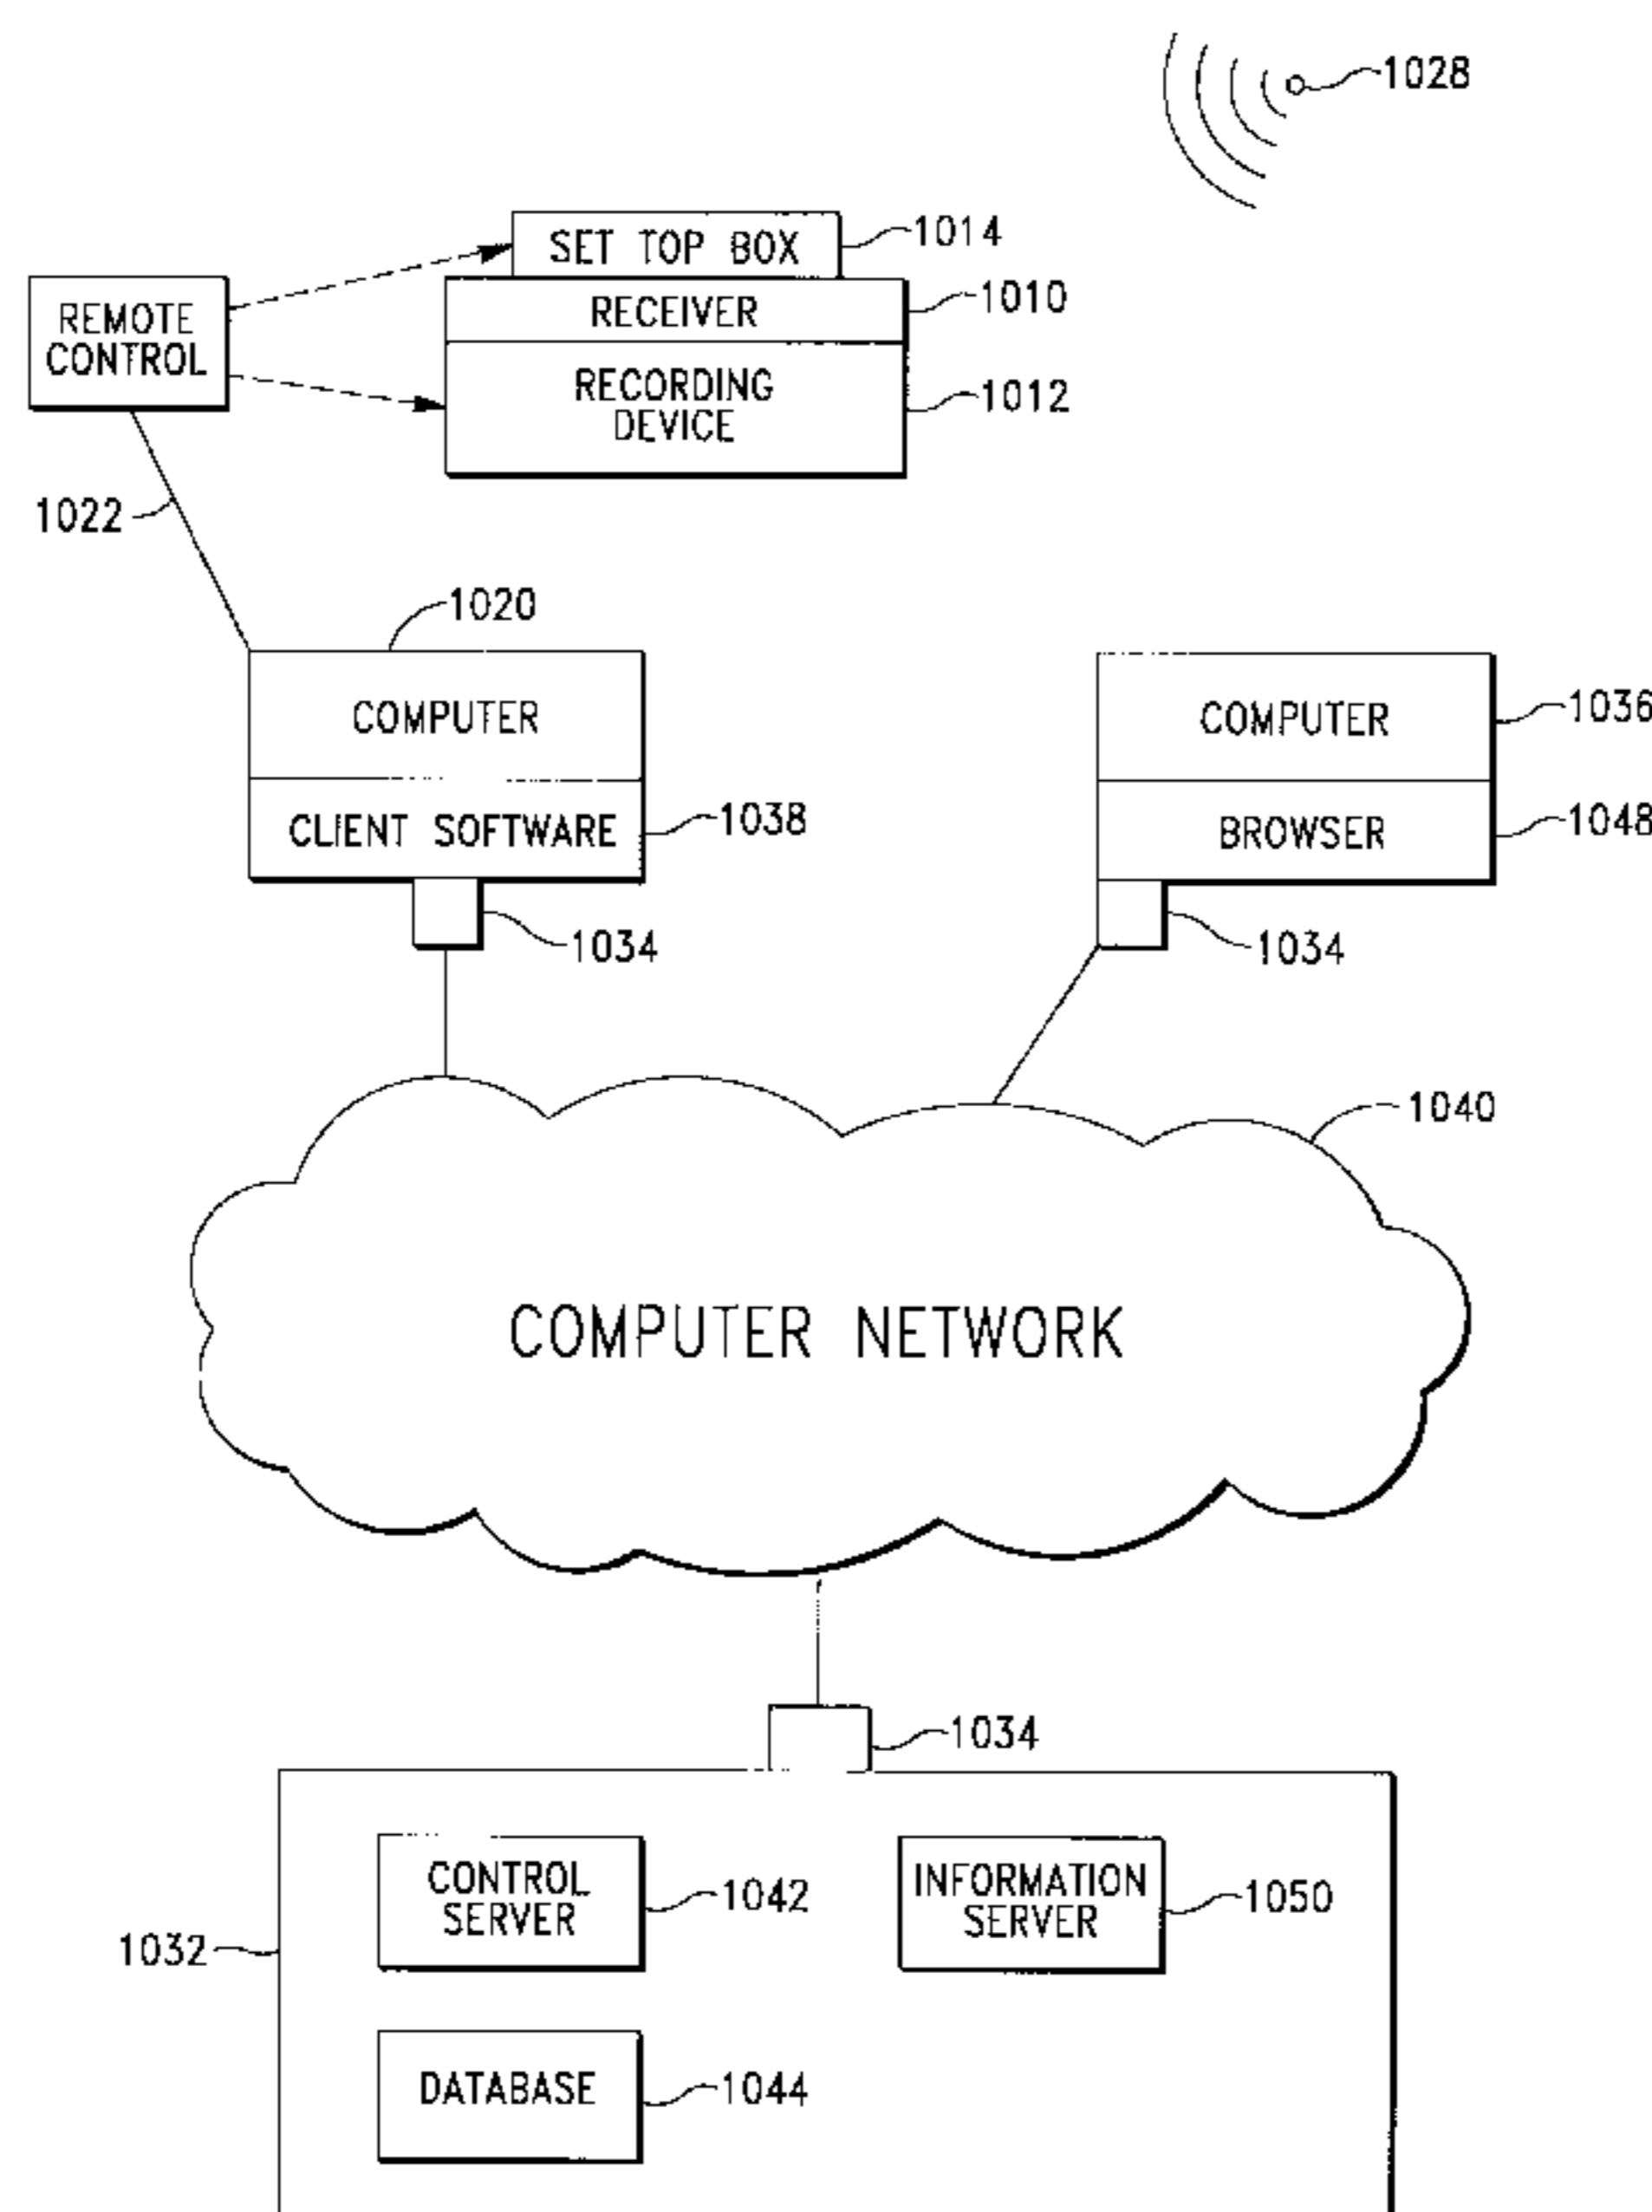 1028
SET TOP BOX
1014
REMOTE
CONTROL
RECEIVER
1010
RECORDING
DEVICE
1012
1022
1020
COMPUTER
CLIENT SOFTWARE
1038
1034
COMPUTER
1036
BROWSER
1048
1034
1040
COMPUTER NETWORK
1034
1032
CONTROL
SERVER
1042
INFORMATION
SERVER
1050
DATABASE
1044